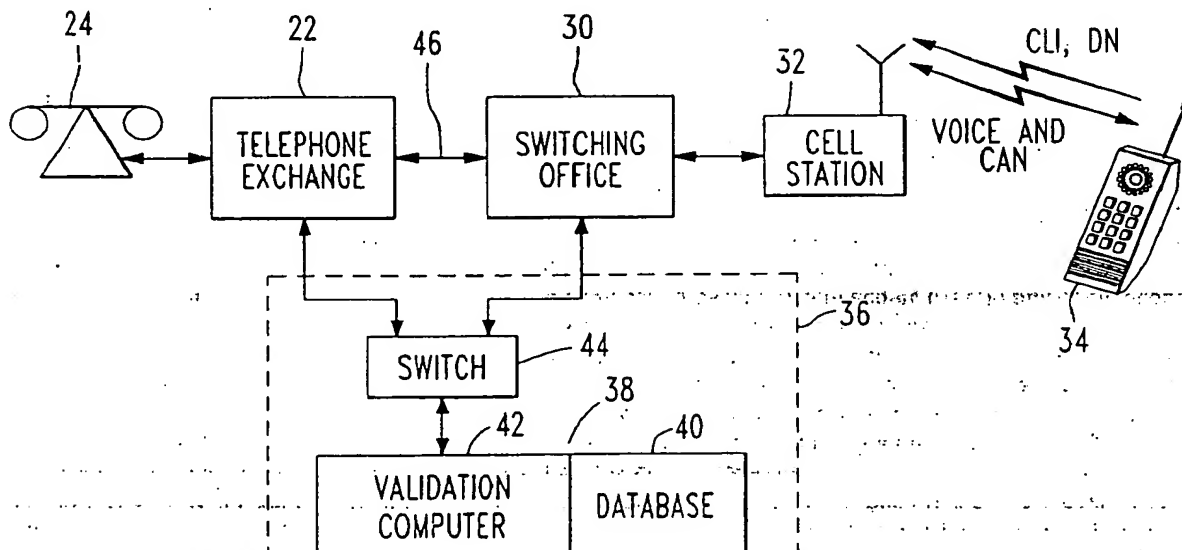 24
22
46
30
32
CLI, DN
TELEPHONE
EXCHANGE
SWITCHING
OFFICE
CELL
STATION
VOICE AND
CAN
36
34
SWITCH
44
38
42
40
VALIDATION
COMPUTER
DATABASE